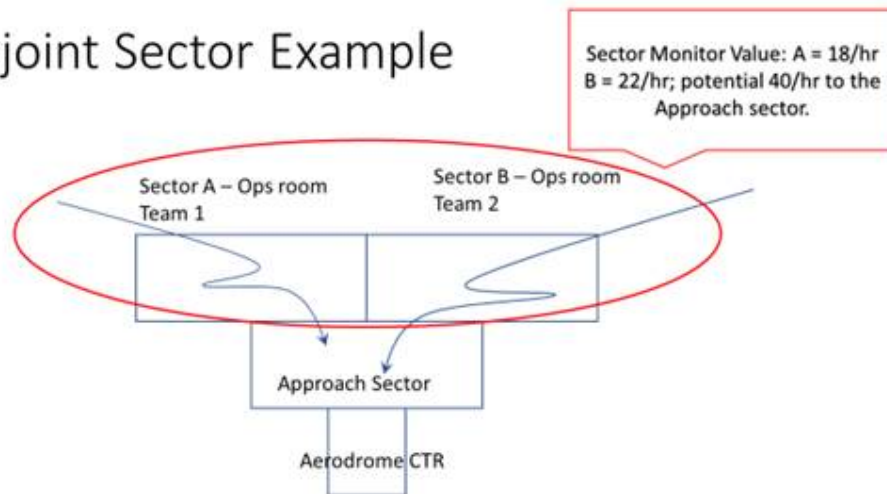 joint Sector Example
Sector Monitor Value: A = 18/hr
B = 22/hr; potential 40/hr to the
Approach sector.
Sector A – Ops room
Team 1
Sector B – Ops room
Team 2
Approach Sector
Aerodrome CTR